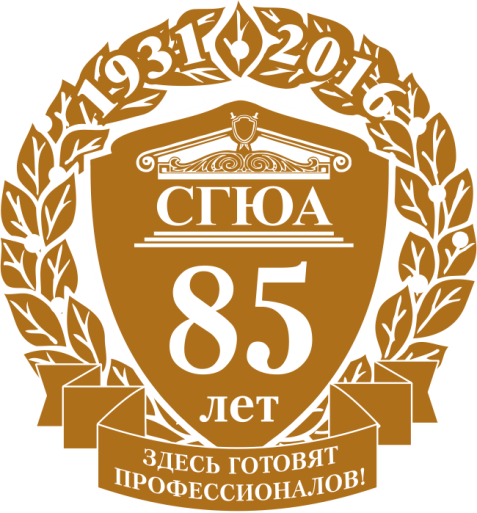 1931 2016
СГЮА
85
лет
ЗДЕСЬ ГОТОВЯТ
ПРОФЕССИОНАЛОВ!